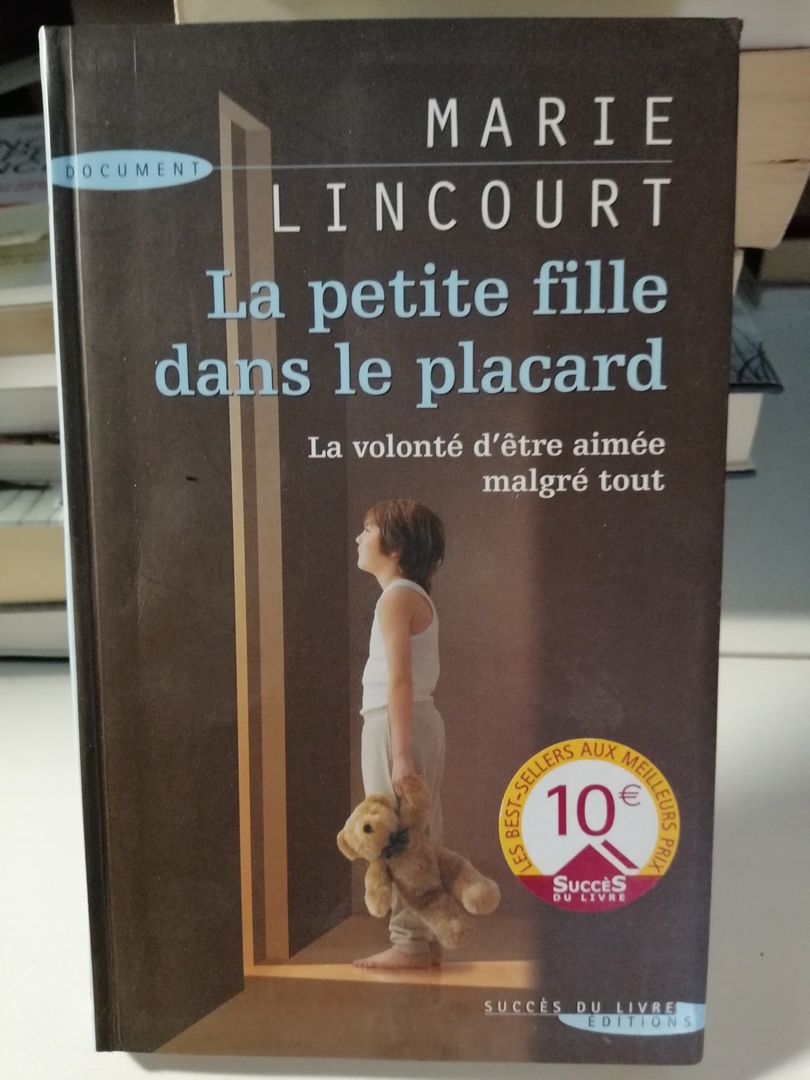 MARIE
DOCUMENT
LINCOURT
La petite fille
dans le placard
La volonté d'être aimée
malgré tout
LES BEST-SELLERS AUX MEILLEURS PRIX
10€
SUCCÈS
DU LIVRE
SUCCÈS DU LIVRE
ÉDITIONS